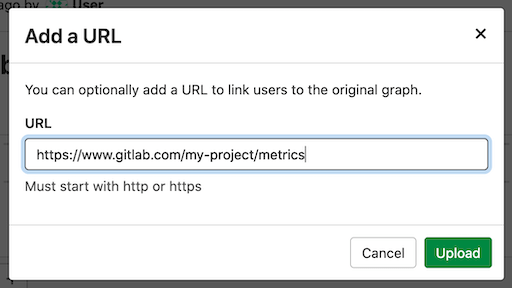 ago by User
Add a URL
You can optionally add a URL to link users to the original graph.
URL
https://www.gitlab.com/my-project/metrics
Must start with http or https
Cancel Upload